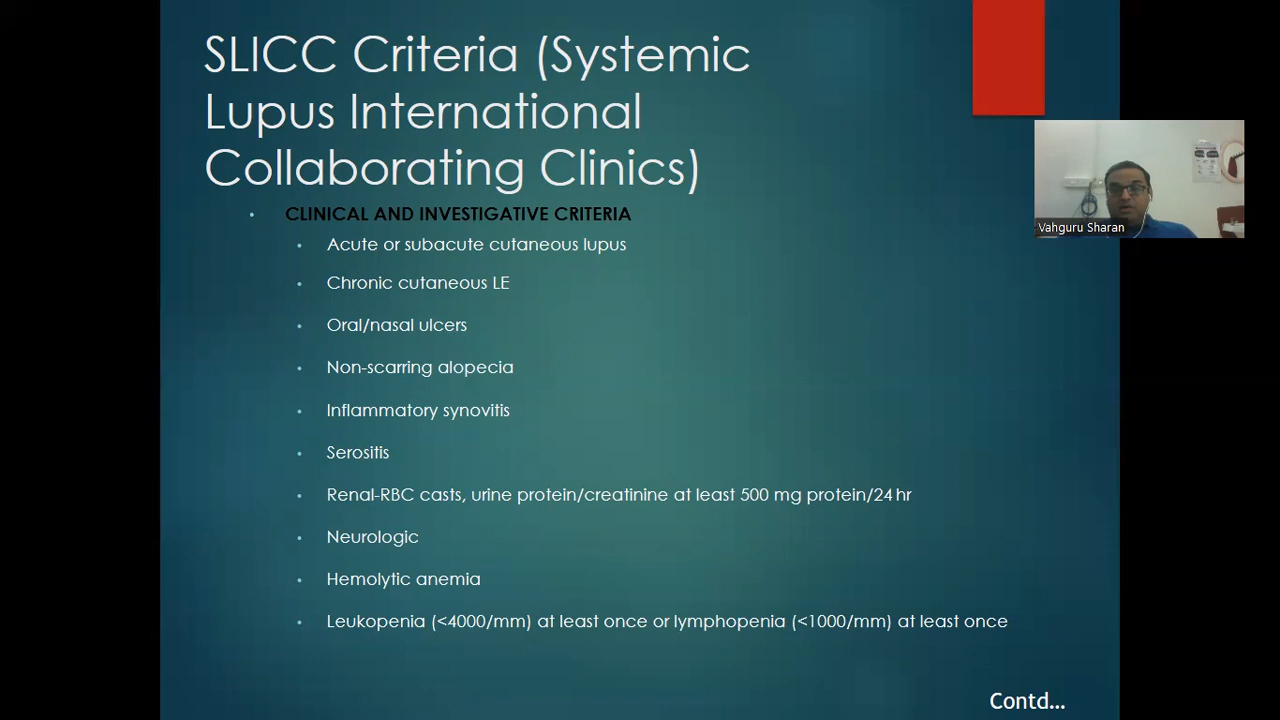 SLICC Criteria (Systemic
Lupus International
Collaborating Clinics)
CLINICAL AND INVESTIGATIVE CRITERIA
Acute or subacute cutaneous lupus
Chronic cutaneous LE
Oral/nasal ulcers
Non-scarring alopecia
Inflammatory synovitis
Serositis
Renal-RBC casts, urine protein/creatinine at least 500 mg protein/24 hr
Neurologic
Hemolytic anemia
Leukopenia (<4000/mm) at least once or lymphopenia (<1000/mm) at least once
Contd...
Vahguru Sharan